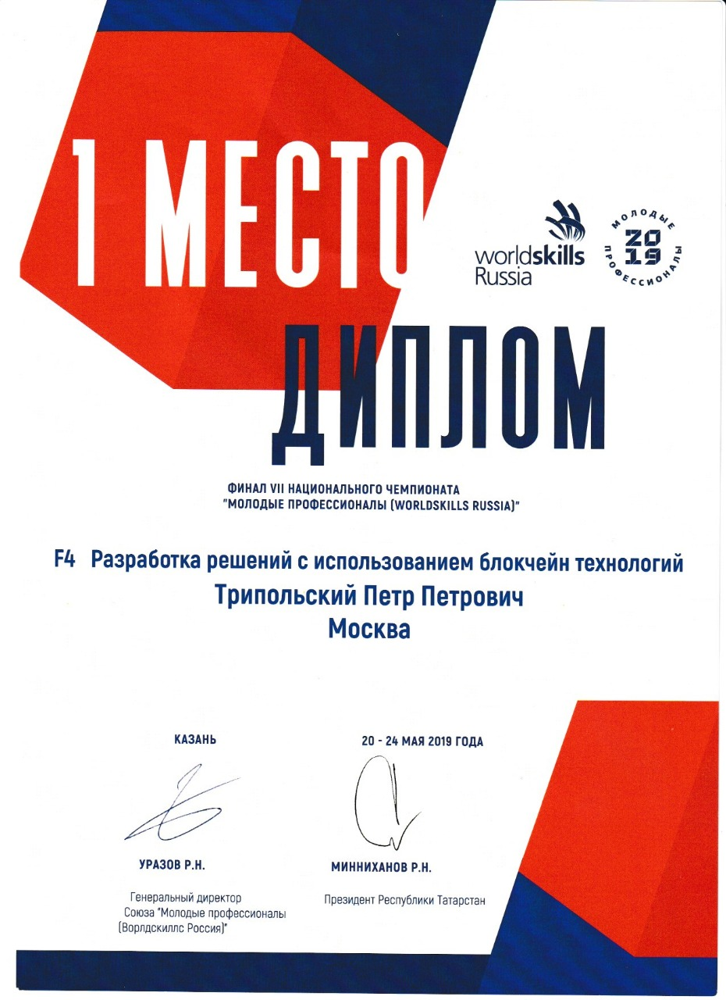 1 МЕСТО
worldskills
Russia
МОЛОДЫЕ ПРОФЕССИОНАЛЫ
20
19
ДИПЛОМ
ФИНАЛ VII НАЦИОНАЛЬНОГО ЧЕМПИОНАТА
"МОЛОДЫЕ ПРОФЕССИОНАЛЫ (WORLDSKILLS RUSSIA)"
F4 Разработка решений с использованием блокчейн технологий
Трипольский Петр Петрович
Москва
КАЗАНЬ
20 - 24 МАЯ 2019 ГОДА
УРАЗОВ Р.Н.
МИННИХАНОВ Р.Н.
Генеральный директор
Союза "Молодые профессионалы
(Ворлдскиллс Россия)"
Президент Республики Татарстан